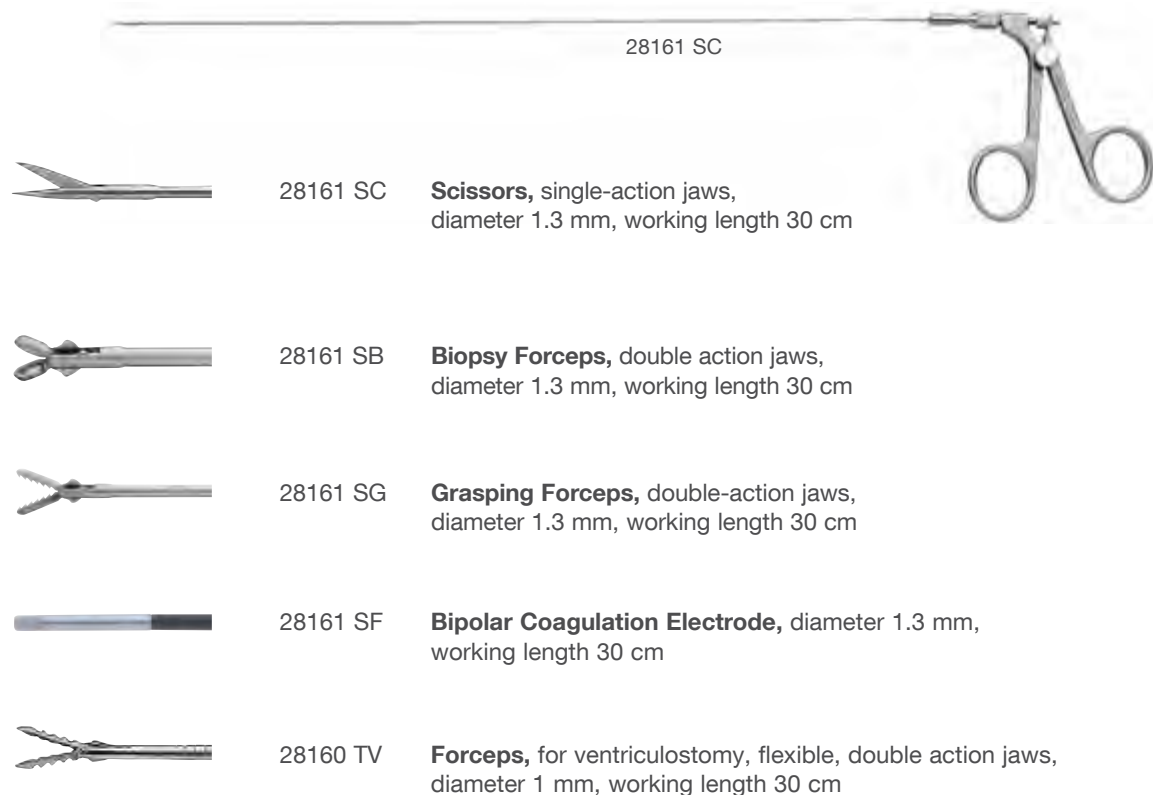 28161 SC
28161 SC Scissors, single-action jaws,
diameter 1.3 mm, working length 30 cm
28161 SB Biopsy Forceps, double action jaws,
diameter 1.3 mm, working length 30 cm
28161 SG Grasping Forceps, double-action jaws,
diameter 1.3 mm, working length 30 cm
28161 SF Bipolar Coagulation Electrode, diameter 1.3 mm,
working length 30 cm
28160 TV Forceps, for ventriculostomy, flexible, double action jaws,
diameter 1 mm, working length 30 cm